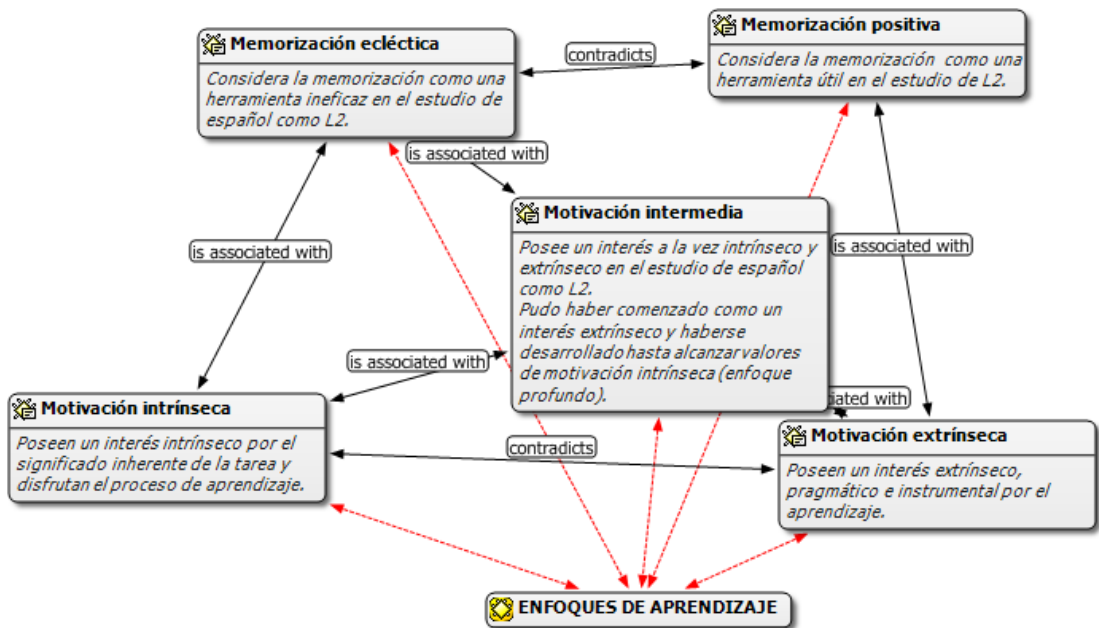 Memorización ecléctica
Considera la memorización como una
herramienta ineficaz en el estudio de
español como L2.
contradicts
Memorización positiva
Considera la memorización como una
herramienta útil en el estudio de L2.
is associated with
is associated with
Motivación intermedia
Posee un interés a la vez intrínseco y
extrínseco en el estudio de español
como L2.
Pudo haber comenzado como un
interés extrínseco y haberse
desarrollado hasta alcanzar valores
de motivación intrínseca (enfoque
profundo).
is associated with
is associated with
with
Motivación intrínseca
Poseen un interés intrínseco por el
significado inherente de la tarea y
disfrutan el proceso de aprendizaje.
contradicts
Motivación extrínseca
Poseen un interés extrínseco,
pragmático e instrumental por el
aprendizaje.
ENFOQUES DE APRENDIZAJE